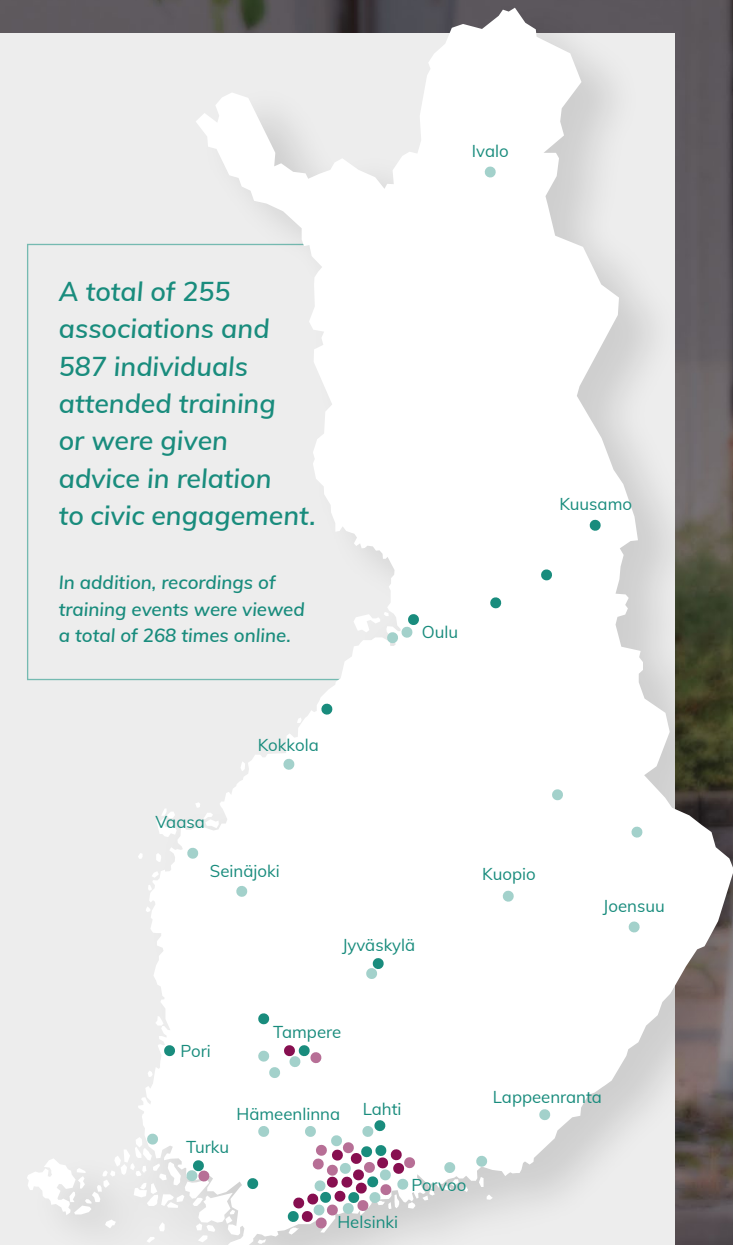 Ivalo
A total of 255
associations and
587 individuals
attended training
or were given
advice in relation
to civic engagement.
In addition, recordings of
training events were viewed
a total of 268 times online.
Kuusamo
Oulu
Kokkola
Vaasa
Seinäjoki
Kuopio
Joensuu
Jyväskylä
Tampere
Pori
Lappeenranta
Hämeenlinna
Lahti
Turku
Porvoo
Helsinki